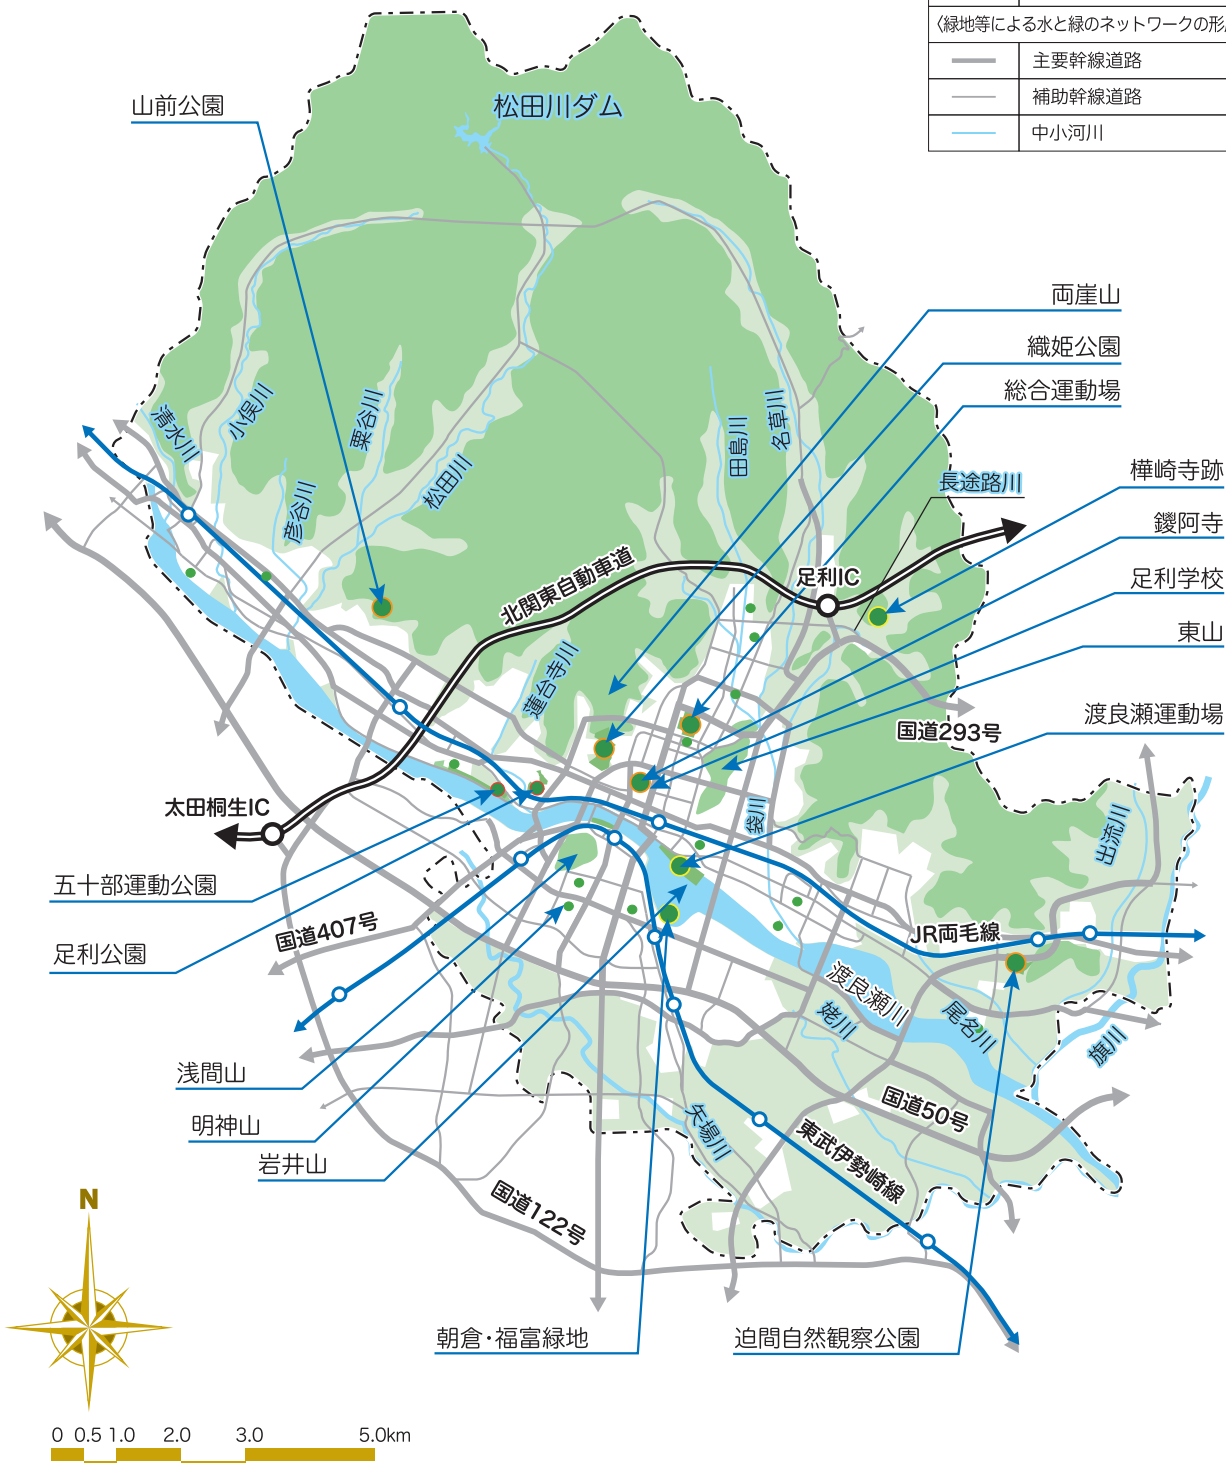 〈緑地等による水と緑のネットワークの形
主要幹線道路
補助幹線道路
中小河川
山前公園
松田川ダム
両崖山
織姫公園
総合運動場
清水川
小俣川
粟谷川
彦谷川
松田川
田島川
名草川
長途路川
樺崎寺跡
鑁阿寺
足利学校
東山
渡良瀬運動場
北関東自動車道
足利IC
蓮台寺川
国道293号
太田桐生IC
袋川
出流川
五十部運動公園
国道407号
足利公園
JR両毛線
渡良瀬川
姥川
尾名川
旗川
浅間山
明神山
岩井山
矢場川
国道50号
東武伊勢崎線
国道122号
N
朝倉・福富緑地
迫間自然観察公園
0 0.5 1.0 2.0 3.0 5.0km